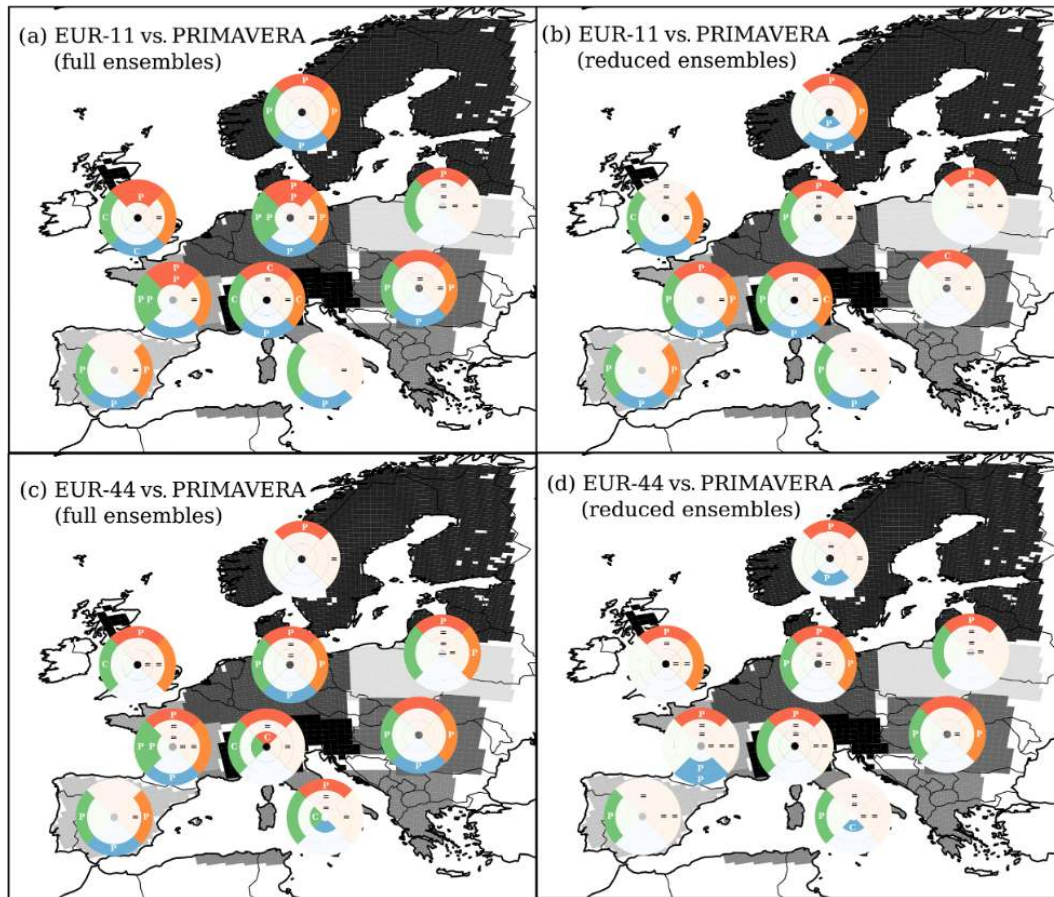 (a) EUR-11 vs. PRIMAVERA
(full ensembles)
P
P P
P
P
P
P
P
C
=
C
P
P
P
=
P
P
P
P
P
P P
=
C
=
C
=
C
P
=
P
=
P
P
P
=
P
P
(b) EUR-11 vs. PRIMAVERA
(reduced ensembles)
P
P
P
P
=
=
C
P
=
=
P
= =
P
=
=
= =
P
P
C
P
P
P
=
C
P
C
=
=
P
=
P
P
=
P
=
= =
P
(c) EUR-44 vs. PRIMAVERA
(full ensembles)
P
=
P
C
= =
P
=
=
P
P
P
P
=
=
= =
P
=
=
P P
= =
P
=
C
C
=
P
P
P
P
P
P
P
=
=
C
=
(d) EUR-44 vs. PRIMAVERA
(reduced ensembles)
P
=
=
=
P
P
= = =
P
=
=
P
=
P
=
=
= =
P
=
=
= = = =
P
P
P
=
=
= = =
P
P
=
P
=
= =
=
=
P
= =
C